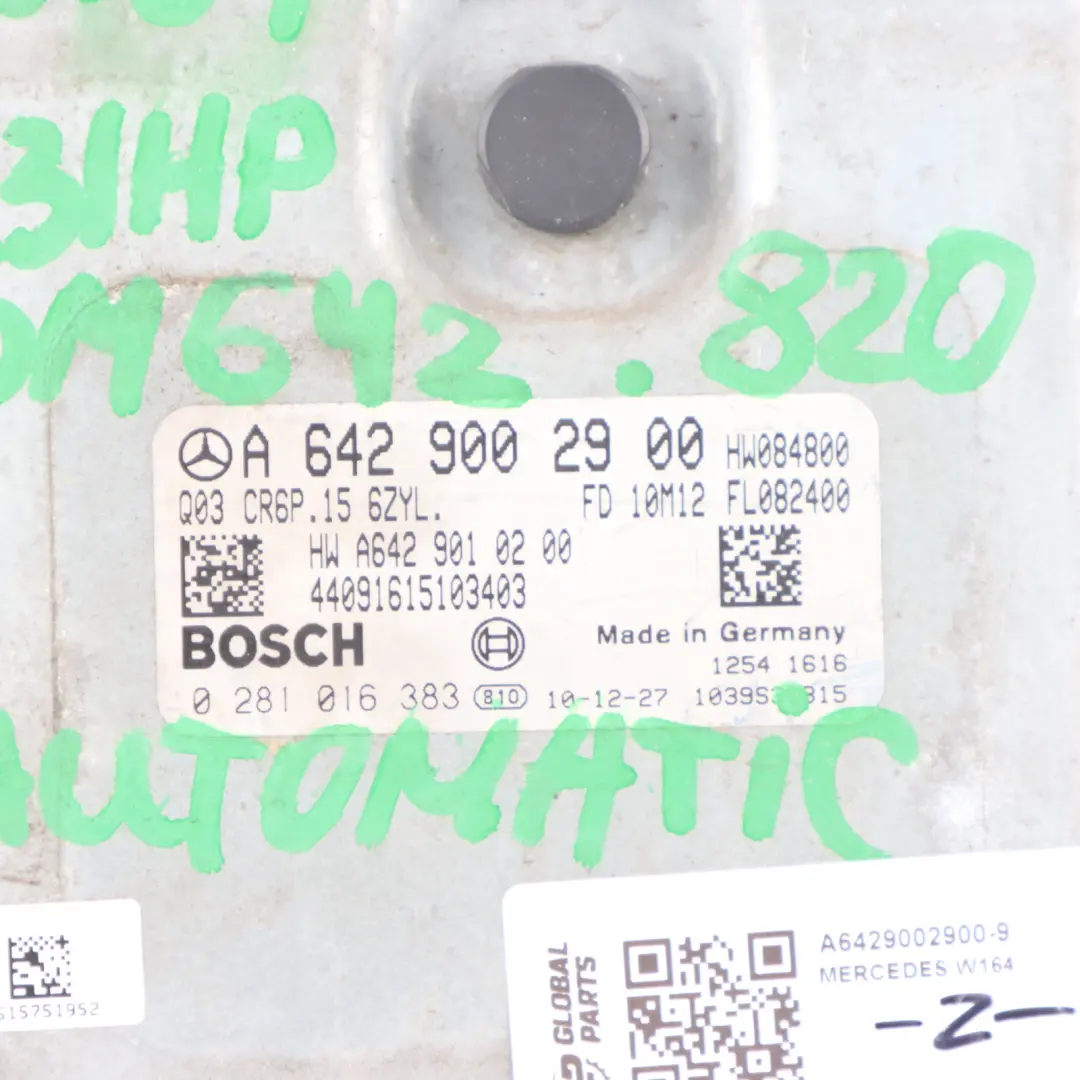 31HP
OM642.820
A 642 900 29 00 HW084800
Q03 CR6P.15 6ZYL. FD 10M12 FL082400
HW A642 901 02 00
44091615103403
BOSCH Made in Germany
1254 1616
0 281 016 383 810 10-12-27
AUTOMATIC
GLOBAL
PARTS
A6429002900-9
MERCEDES W164
-2-